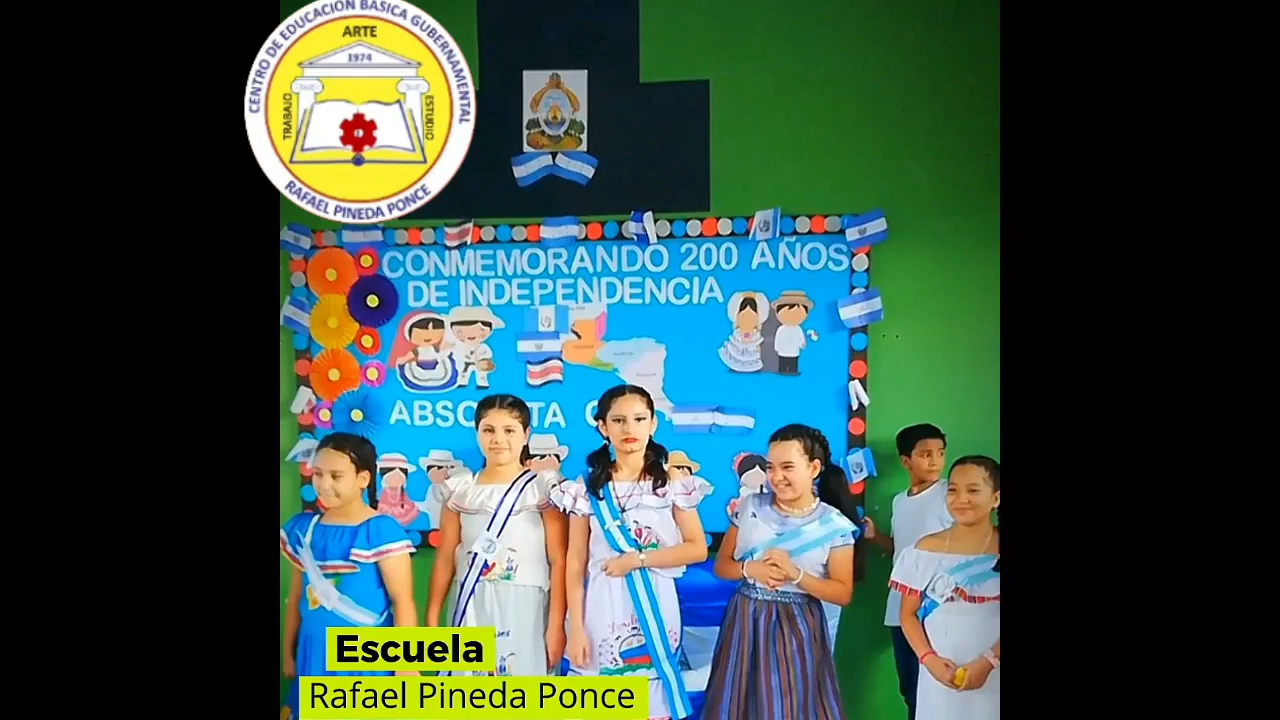 CENTRO DE EDUCACIÓN BÁSICA GUBERNAMENTAL
ARTE
1974
TRABAJO
ESTUDIO
RAFAEL PINEDA PONCE
CONMEMORANDO 200 AÑOS
DE INDEPENDENCIA
Escuela
Rafael Pineda Ponce